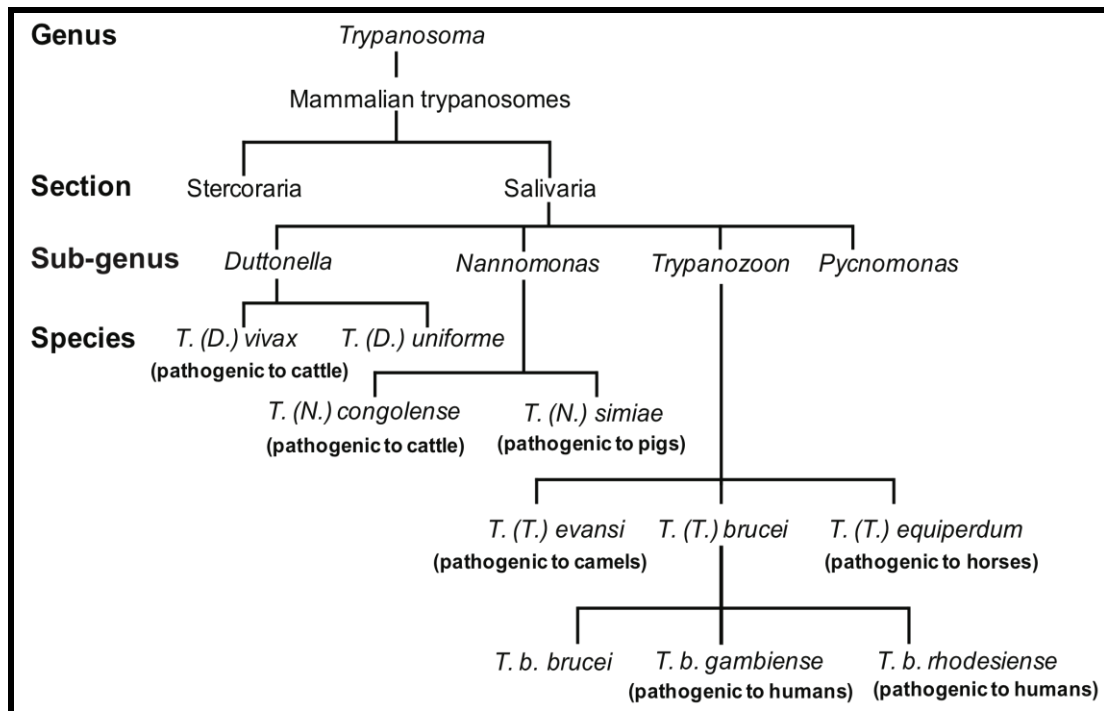 Genus Trypanosoma
Mammalian trypanosomes
Section Stercoraria Salivaria
Sub-genus Duttonella Nannomonas Trypanozoon Pycnomonas
Species T. (D.) vivax T. (D.) uniforme
(pathogenic to cattle)
T. (N.) congolense T. (N.) simiae
(pathogenic to cattle) (pathogenic to pigs)
T. (T.) evansi T. (T.) brucei T. (T.) equiperdum
(pathogenic to camels) (pathogenic to horses)
T. b. brucei T. b. gambiense T. b. rhodesiense
(pathogenic to humans) (pathogenic to humans)